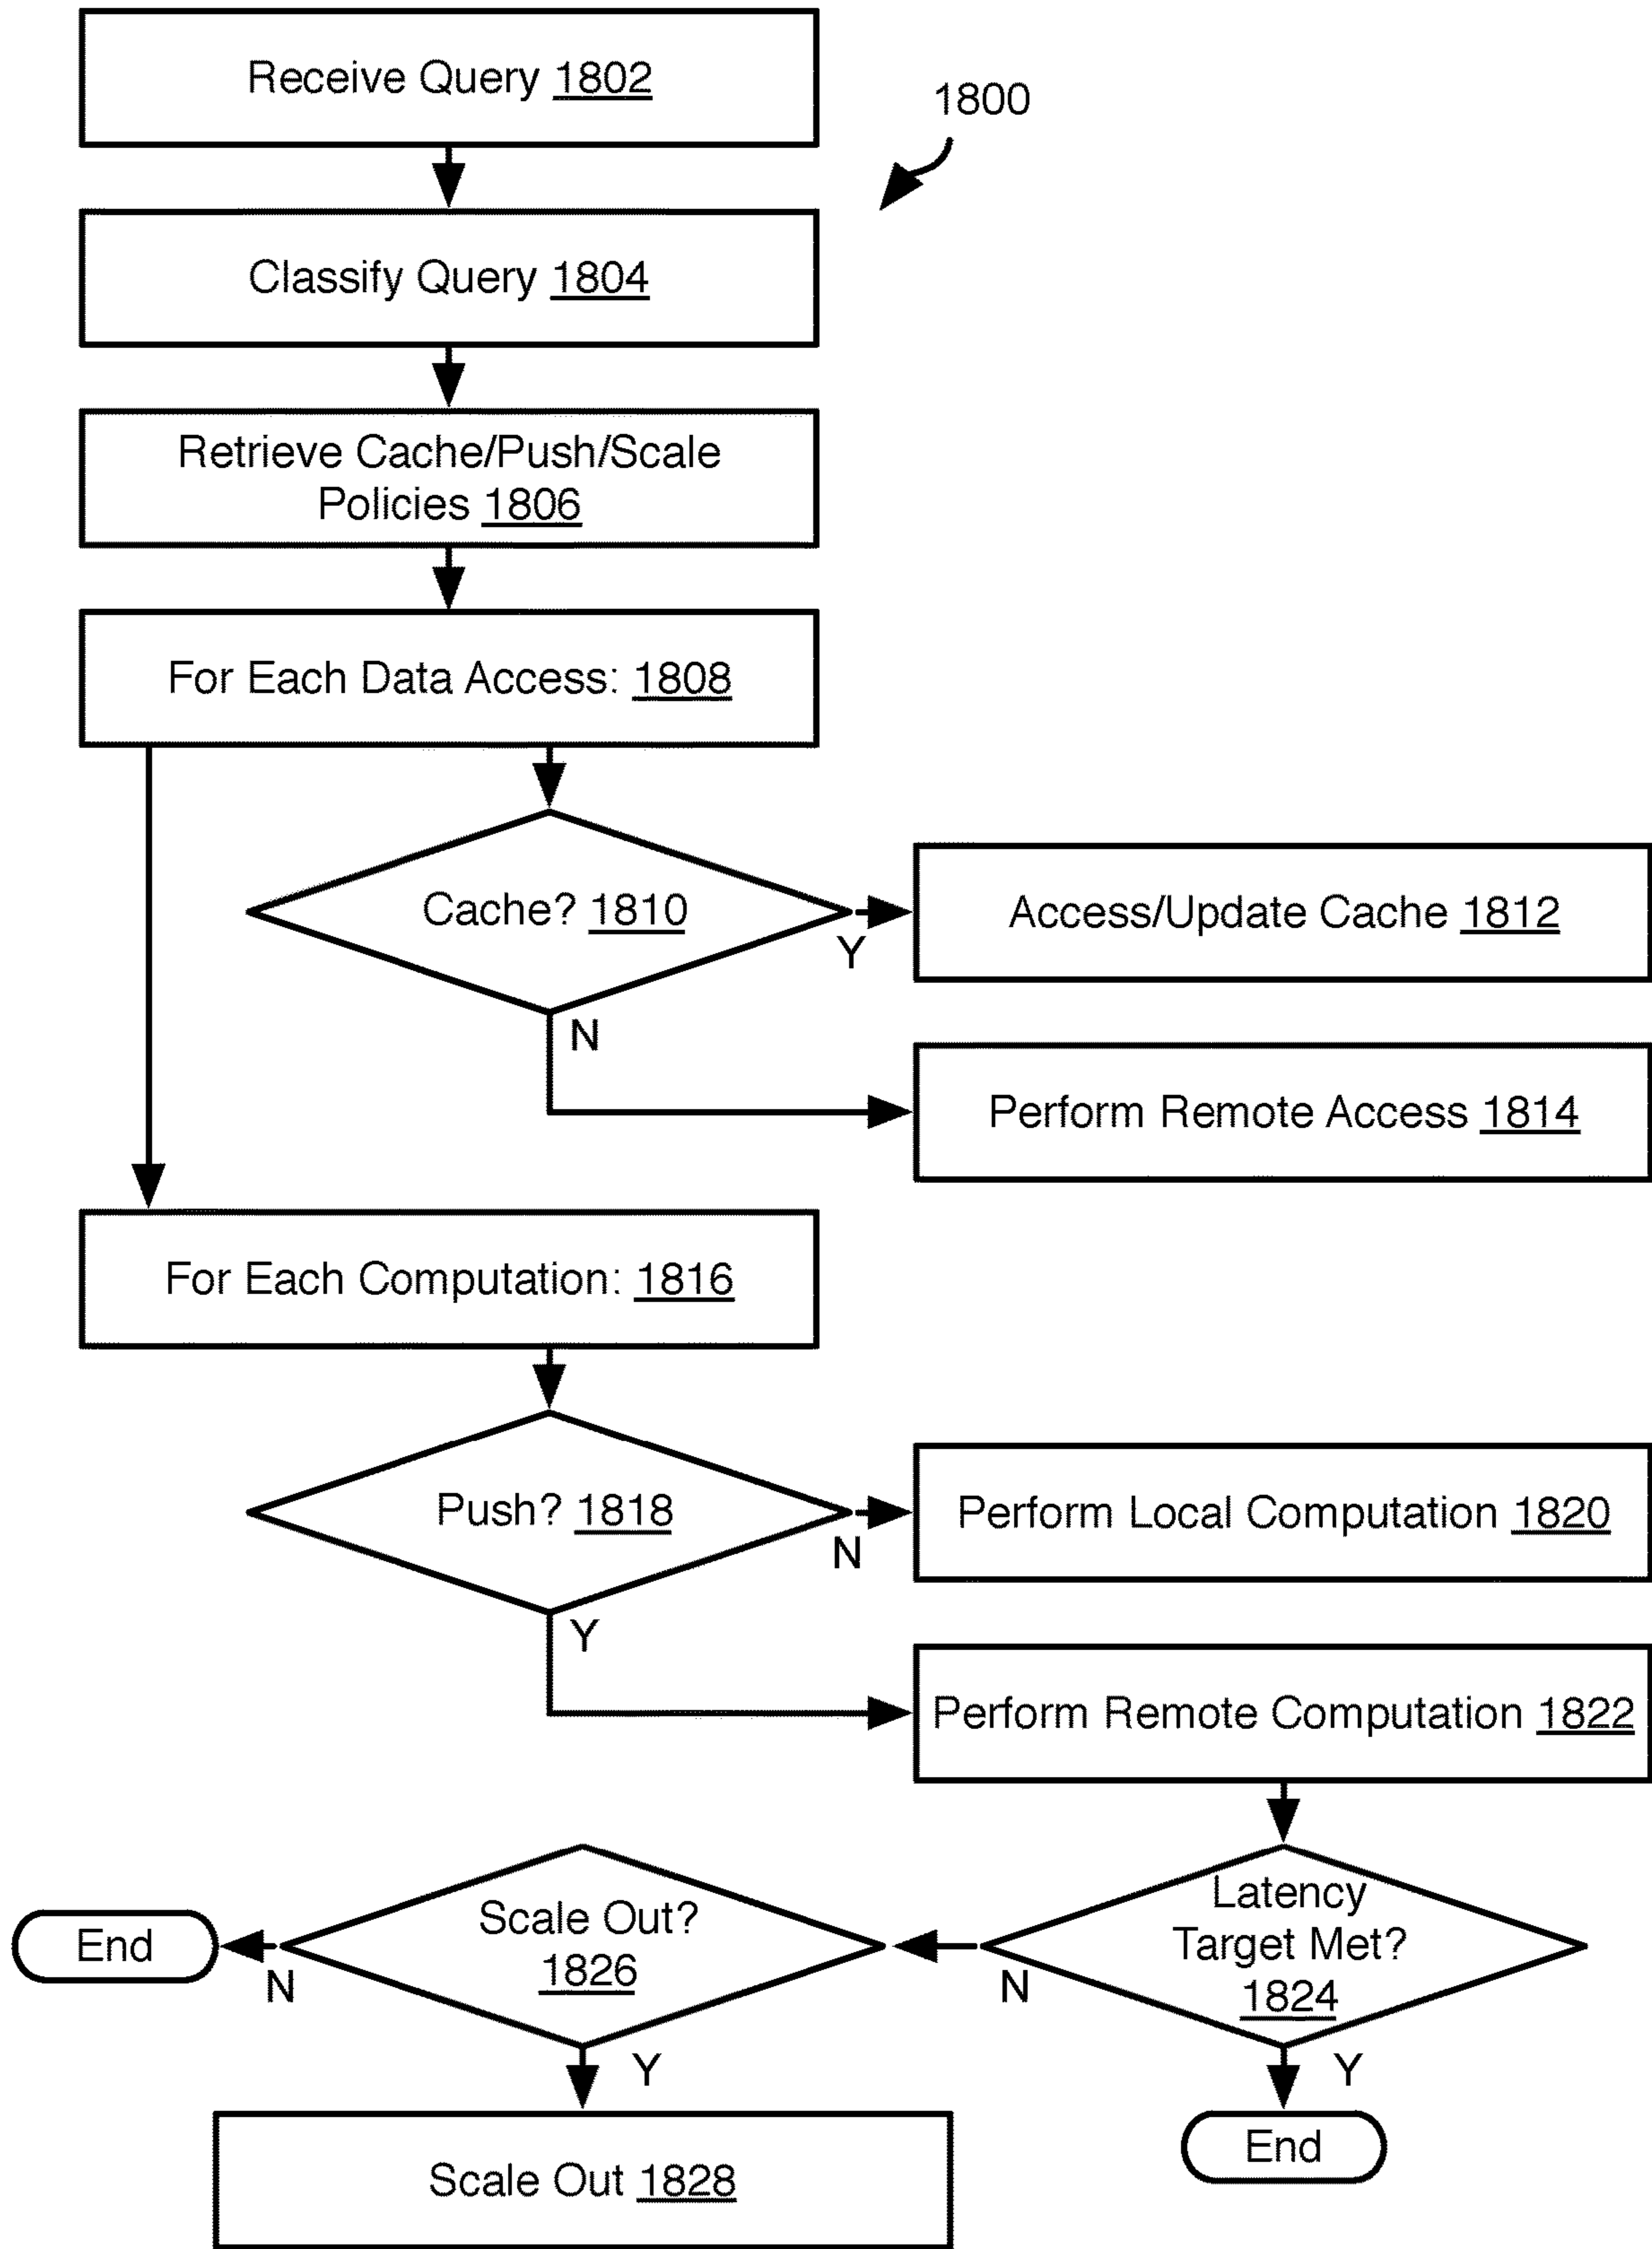 Receive Query 1802
1800
Classify Query 1804
Retrieve Cache/Push/Scale
Policies 1806
For Each Data Access: 1808
Cache? 1810
Y
Access/Update Cache 1812
N
Perform Remote Access 1814
For Each Computation: 1816
Push? 1818
N
Perform Local Computation 1820
Y
Perform Remote Computation 1822
Latency
Target Met?
1824
N
Y
End
Scale Out?
1826
N
End
Y
Scale Out 1828